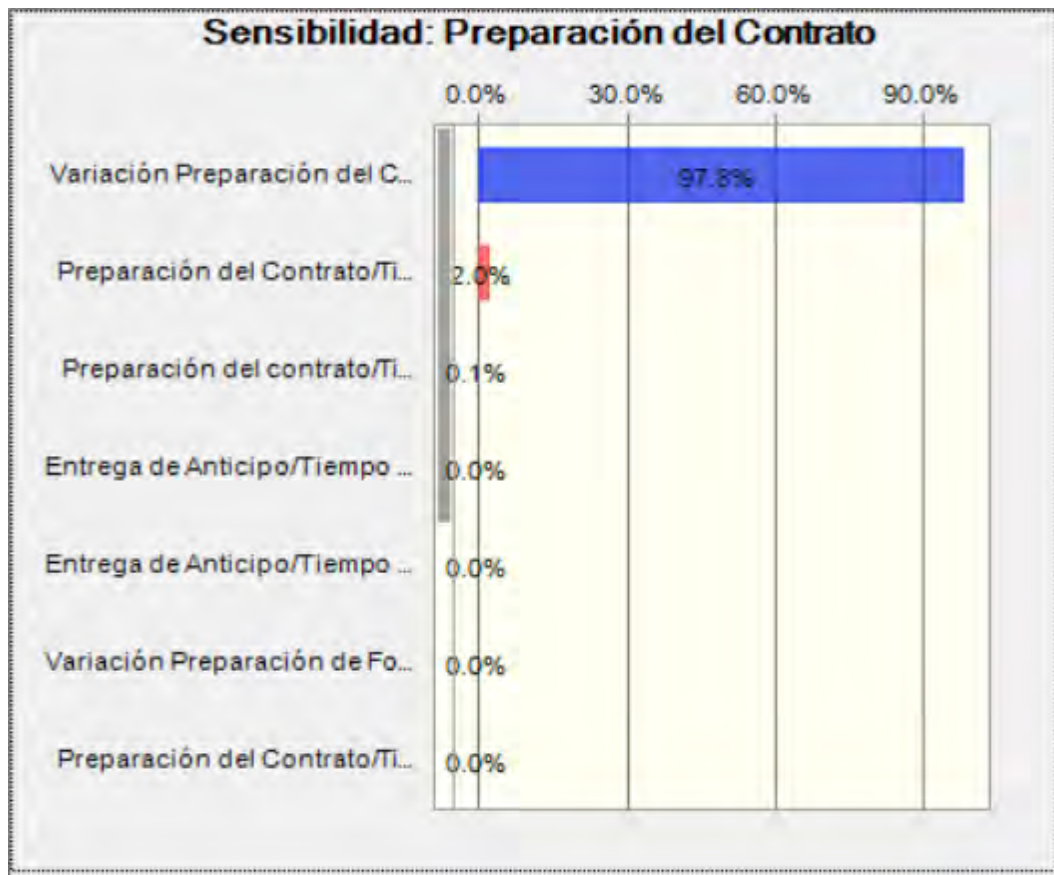 Sensibilidad: Preparación del Contrato
0.0% 30.0% 60.0% 90.0%
Variación Preparación del C... 97.8%
Preparación del Contrato/Ti... 2.0%
Preparación del contrato/Ti... 0.1%
Entrega de Anticipo/Tiempo ... 0.0%
Entrega de Anticipo/Tiempo ... 0.0%
Variación Preparación de Fo... 0.0%
Preparación del Contrato/Ti... 0.0%